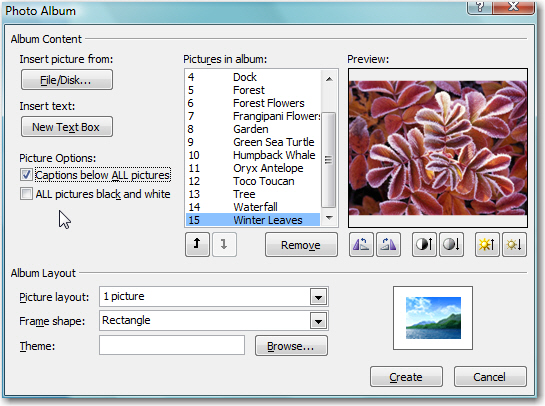 Photo Album
Album Content
Insert picture from:
File/Disk...
Insert text:
New Text Box
Picture Options:
Captions below ALL pictures
ALL pictures black and white
Pictures in album:
4 Dock
5 Forest
6 Forest Flowers
7 Frangipani Flowers
8 Garden
9 Green Sea Turtle
10 Humpback Whale
11 Oryx Antelope
12 Toco Toucan
13 Tree
14 Waterfall
15 Winter Leaves
Remove
Preview:
Album Layout
Picture layout: 1 picture
Frame shape: Rectangle
Theme: Browse...
Create Cancel